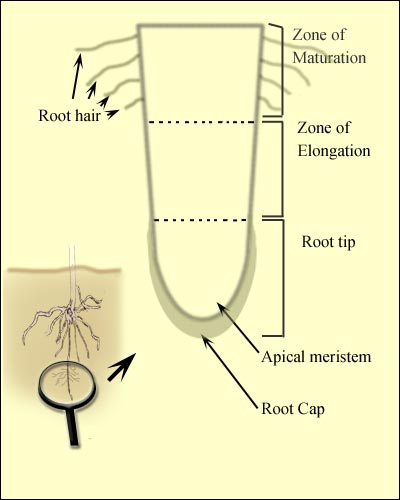 Zone of
Maturation
Root hair
Zone of
Elongation
Root tip
Apical meristem
Root Cap